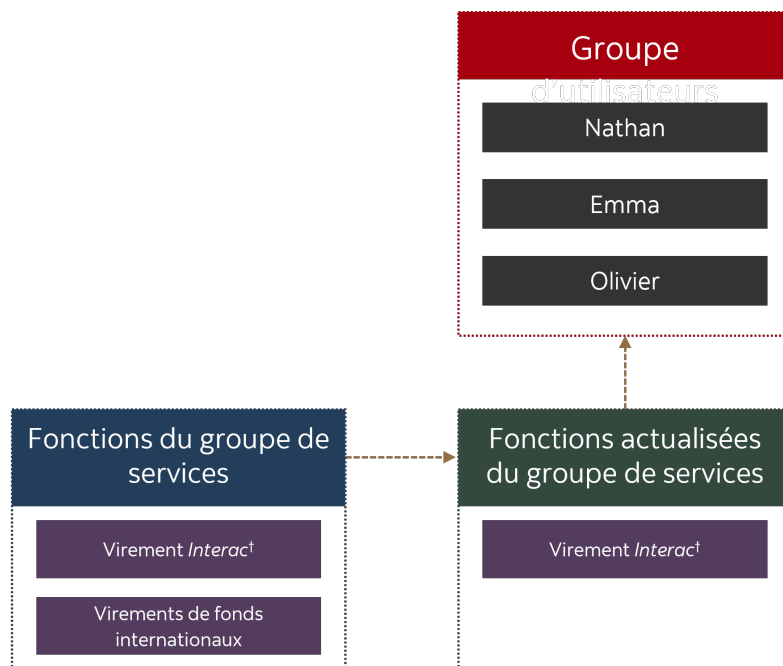 Groupe
d'utilisateurs
Nathan
Emma
Olivier
Fonctions du groupe de
services
Virement Interac†
Virements de fonds
internationaux
Fonctions actualisées
du groupe de services
Virement Interac†